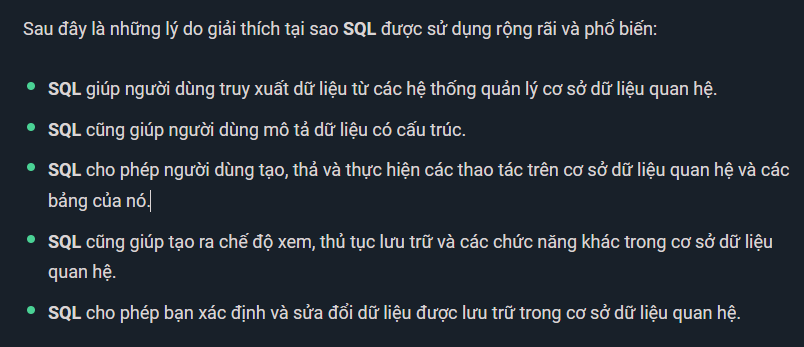 Sau đây là những lý do giải thích tại sao SQL được sử dụng rộng rãi và phổ biến:
SQL giúp người dùng truy xuất dữ liệu từ các hệ thống quản lý cơ sở dữ liệu quan hệ.
SQL cũng giúp người dùng mô tả dữ liệu có cấu trúc.
SQL cho phép người dùng tạo, thả và thực hiện các thao tác trên cơ sở dữ liệu quan hệ và các
bảng của nó.
SQL cũng giúp tạo ra chế độ xem, thủ tục lưu trữ và các chức năng khác trong cơ sở dữ liệu
quan hệ.
SQL cho phép bạn xác định và sửa đổi dữ liệu được lưu trữ trong cơ sở dữ liệu quan hệ.